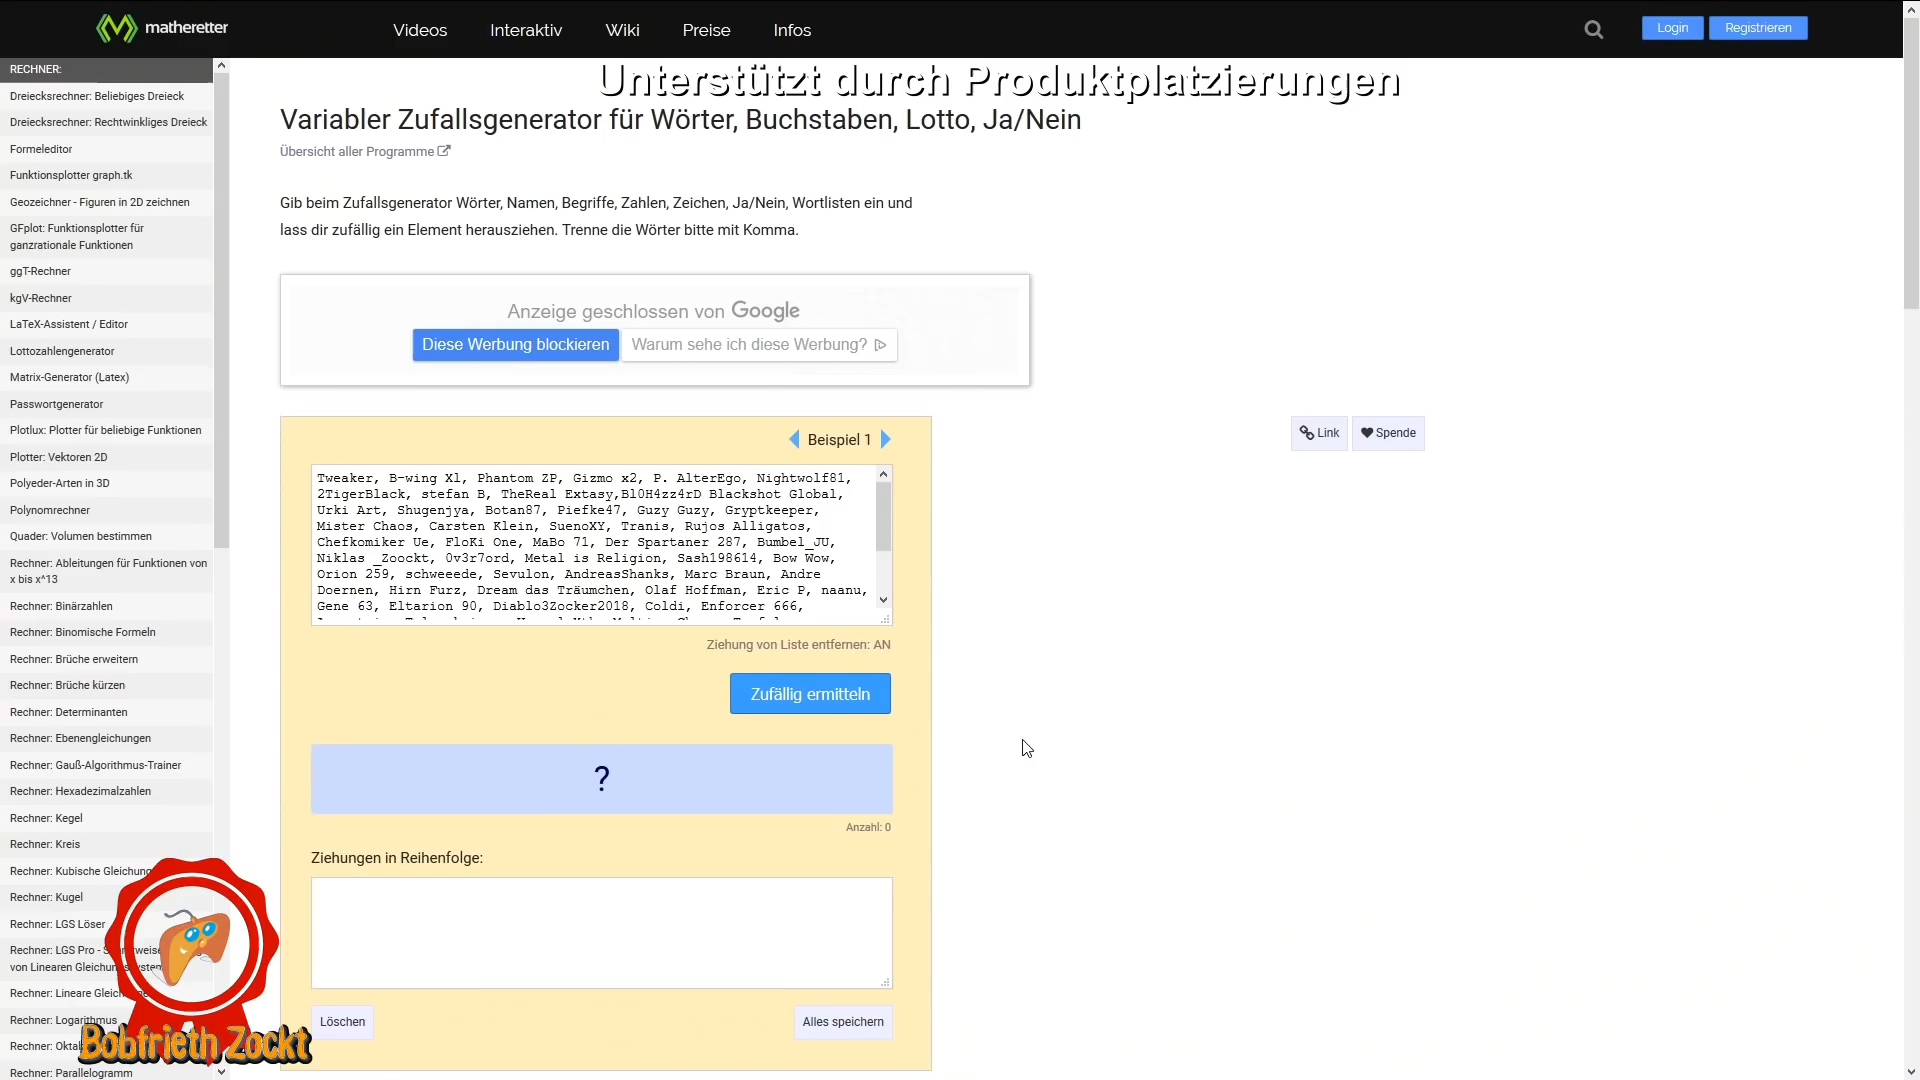 matheretter
Videos
Interaktiv
Wiki
Preise
Infos
Login
Registrieren
RECHNER:
Dreiecksrechner: Beliebiges Dreieck
Dreiecksrechner: Rechtwinkliges Dreieck
Formeleditor
Funktionsplotter graph.tk
Geozeichner - Figuren in 2D zeichnen
GFplot: Funktionsplotter für
ganzrationale Funktionen
ggT-Rechner
kgV-Rechner
LaTeX-Assistent / Editor
Lottozahlengenerator
Matrix-Generator (Latex)
Passwortgenerator
Plotlux: Plotter für beliebige Funktionen
Plotter: Vektoren 2D
Polyeder-Arten in 3D
Polynomrechner
Quader: Volumen bestimmen
Rechner: Ableitungen für Funktionen von
x bis x^13
Rechner: Binärzahlen
Rechner: Binomische Formeln
Rechner: Brüche erweitern
Rechner: Brüche kürzen
Rechner: Determinanten
Rechner: Ebenengleichungen
Rechner: Gauß-Algorithmus-Trainer
Rechner: Hexadezimalzahlen
Rechner: Kegel
Rechner: Kreis
Rechner: Kubische Gleichung
Rechner: Kugel
Rechner: LGS Löser
Rechner: LGS Pro -
von Linearen
Rechner: Lineare
Rechner: Logarithmus
Rechner:
Rechner: Parallelogramm
Bobfrieth Zockt
Unterstützt durch Produktplatzierungen
Variabler Zufallsgenerator für Wörter, Buchstaben, Lotto, Ja/Nein
Übersicht aller Programme
Gib beim Zufallsgenerator Wörter, Namen, Begriffe, Zahlen, Zeichen, Ja/Nein, Wortlisten ein und
lass dir zufällig ein Element herausziehen. Trenne die Wörter bitte mit Komma.
Anzeige geschlossen von Google
Diese Werbung blockieren
Warum sehe ich diese Werbung?
Link
Spende
Beispiel 1
Tweaker, B-wing Xl, Phantom ZP, Gizmo x2, P. AlterEgo, Nightwolf81,
2TigerBlack, stefan B, TheReal Extasy,Bl0H4zz4rD Blackshot Global,
Urki Art, Shugenjya, Botan87, Piefke47, Guzy Guzy, Gryptkeeper,
Mister Chaos, Carsten Klein, SuenoXY, Tranis, Rujos Alligatos,
Chefkomiker Ue, FloKi One, MaBo 71, Der Spartaner 287, Bumbel_JU,
Niklas _Zoockt, 0v3r7ord, Metal is Religion, Sash198614, Bow Wow,
Orion 259, schweeede, Sevulon, AndreasShanks, Marc Braun, Andre
Doernen, Hirn Furz, Dream das Träumchen, Olaf Hoffman, Eric P, naanu,
Gene 63, Eltarion 90, Diablo3Zocker2018, Coldi, Enforcer 666,
Ziehung von Liste entfernen: AN
Zufällig ermitteln
?
Anzahl: 0
Ziehungen in Reihenfolge:
Löschen
Alles speichern